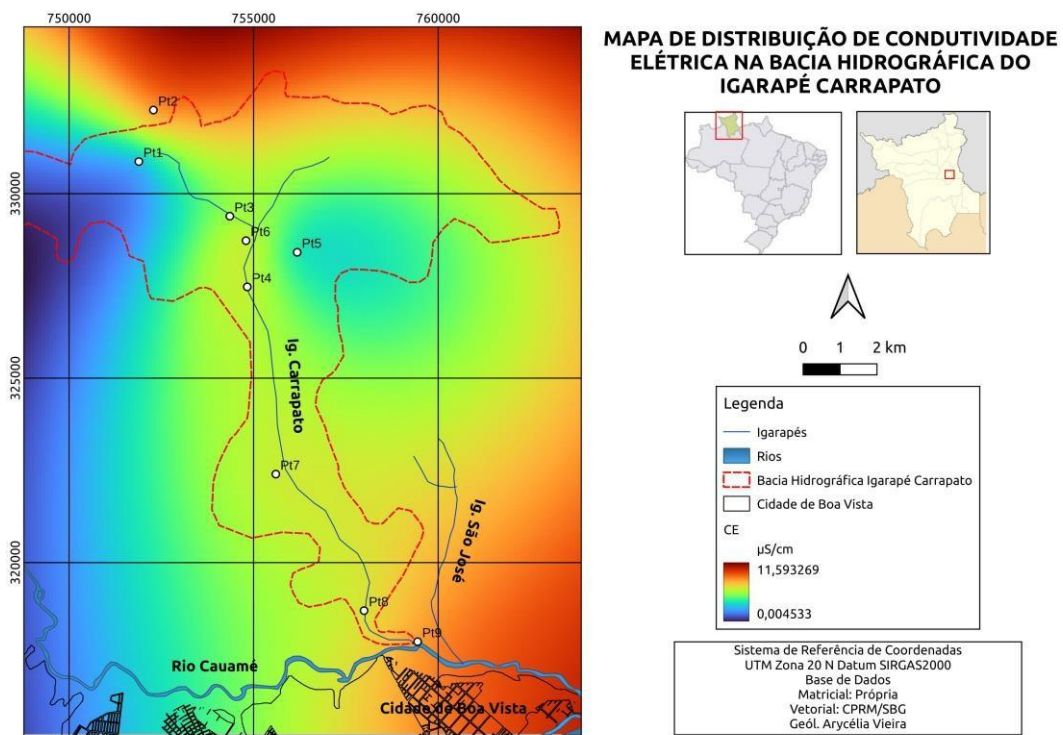 750000
755000
760000
330000
325000
320000
Pt2
Pt1
Pt3
Pt6
Pt5
Pt4
Ig. Carrapato
Pt7
Ig. São José
Pt8
Pt9
Rio Cauamé
Cidade de Boa Vista
MAPA DE DISTRIBUIÇÃO DE CONDUTIVIDADE
ELÉTRICA NA BACIA HIDROGRÁFICA DO
IGARAPÉ CARRAPATO
0 1 2 km
Legenda
Igarapés
Rios
Bacia Hidrográfica Igarapé Carrapato
Cidade de Boa Vista
CE
µS/cm
11,593269
0,004533
Sistema de Referência de Coordenadas
UTM Zona 20 N Datum SIRGAS2000
Base de Dados
Matricial: Própria
Vetorial: CPRM/SBG
Geól. Arycélia Vieira